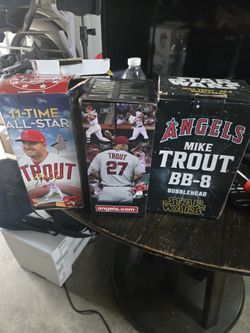 11-TIME
ALL-STAR
TROUT
TROUT
27
angels.com
STAR WARS
ANGELS
MIKE
TROUT
BB-8
BOBBLEHEAD
STAR
WARS